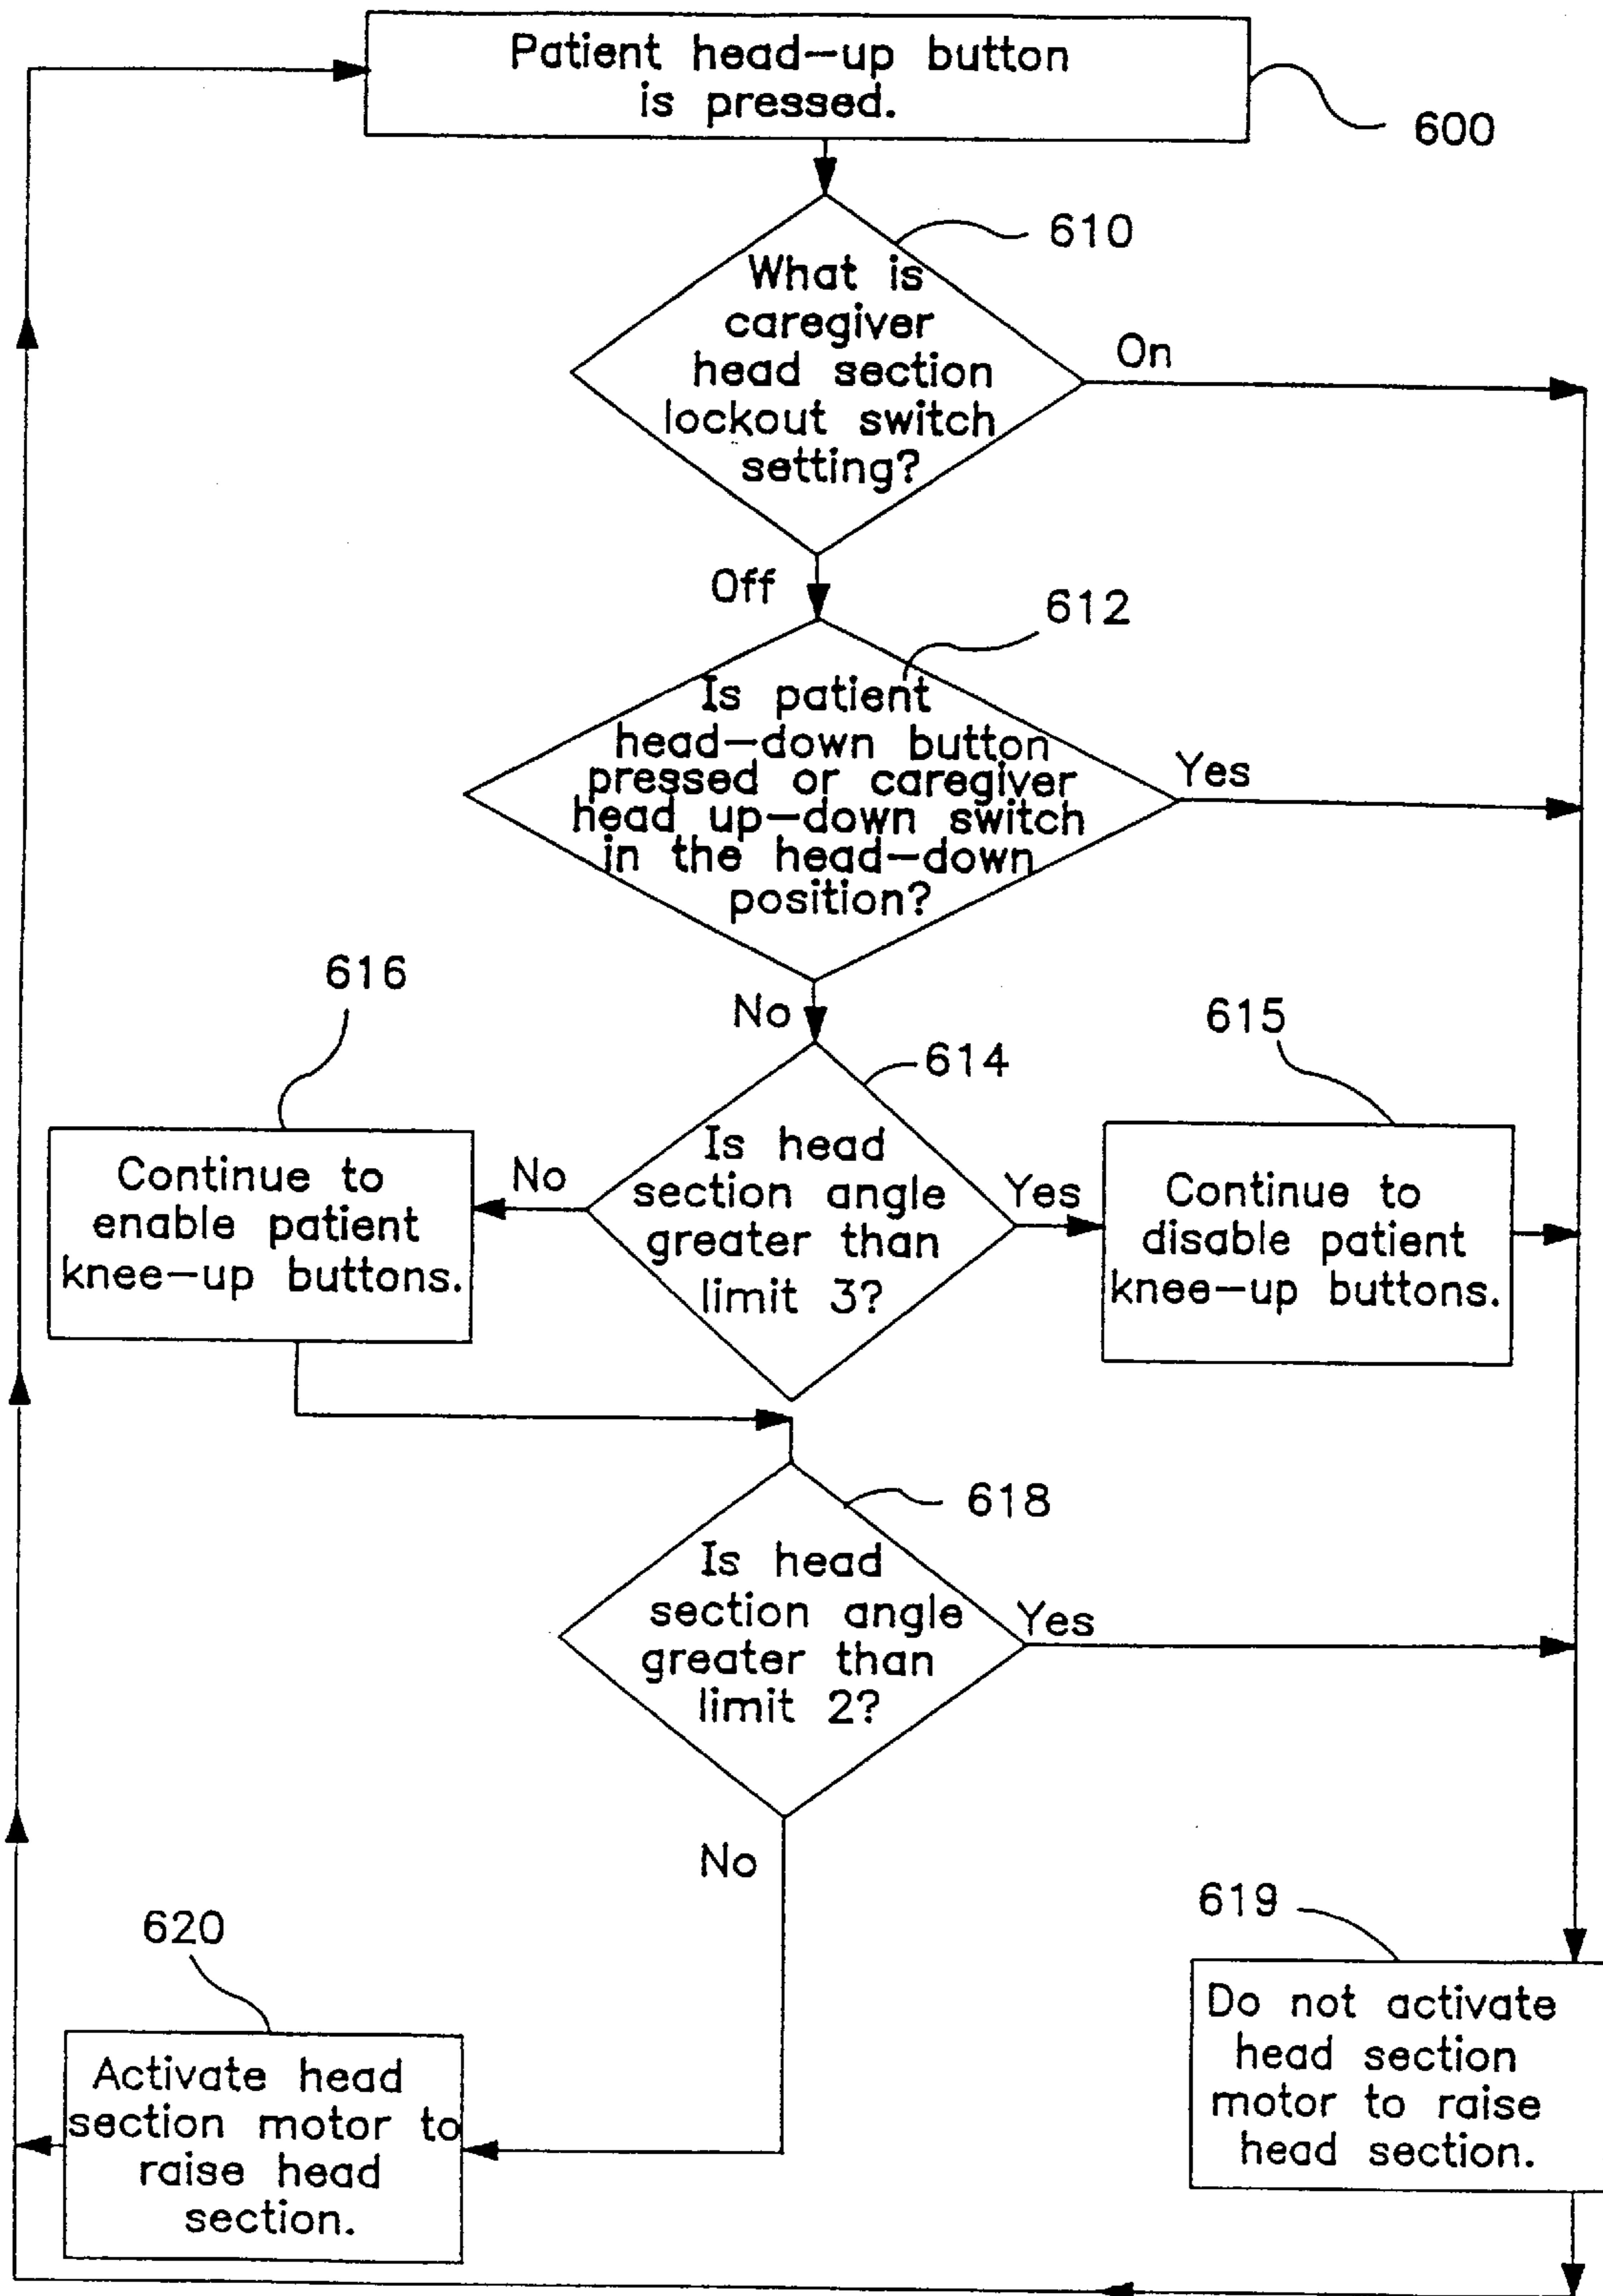 Patient head-up button
is pressed.
600
610
What is
caregiver
head section
lockout switch
setting?
On
Off
612
Is patient
head-down button
pressed or caregiver
head up-down switch
in the head-down
position?
Yes
No
616
615
614
Continue to
enable patient
knee-up buttons.
No
Is head
section angle
greater than
limit 3?
Yes
Continue to
disable patient
knee-up buttons.
618
Is head
section angle
greater than
limit 2?
Yes
No
620
619
Activate head
section motor to
raise head
section.
Do not activate
head section
motor to raise
head section.